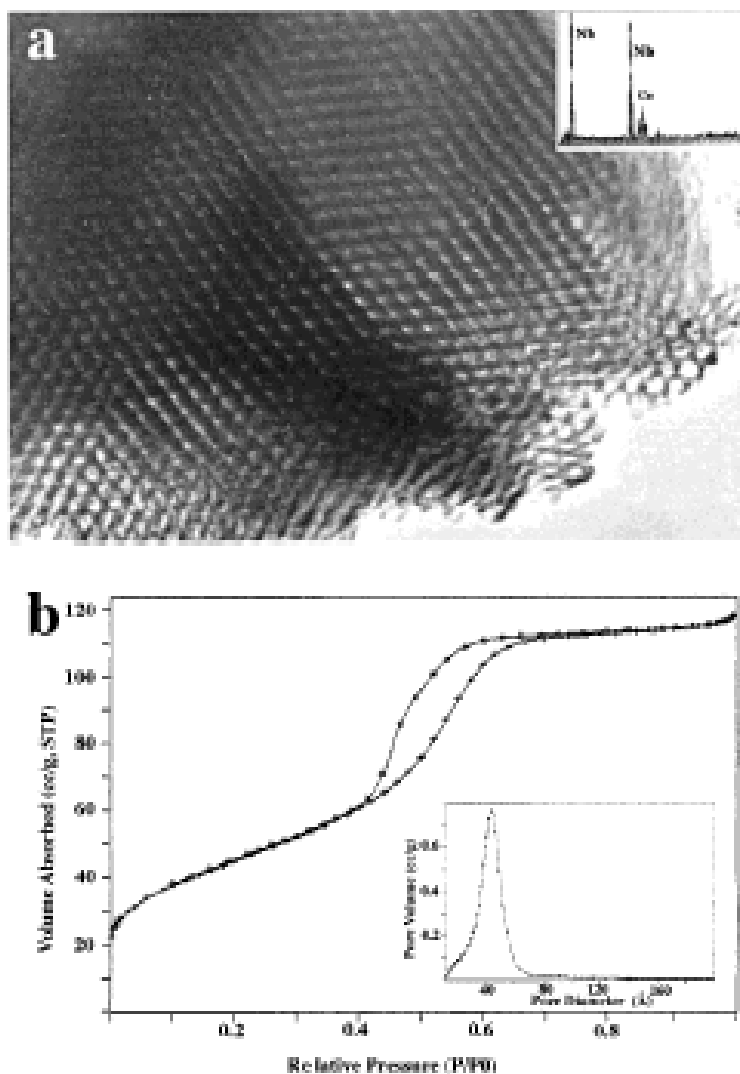 a
Nb
Nb
Cu
b
120
100
80
60
40
20
Volume Absorbed (cc/g, STP)
0.6
0.4
0.2
Pore Volume (cc/g)
40 80 120 160
Pore Diameter (Å)
0.2 0.4 0.6 0.8
Relative Pressure (P/P0)